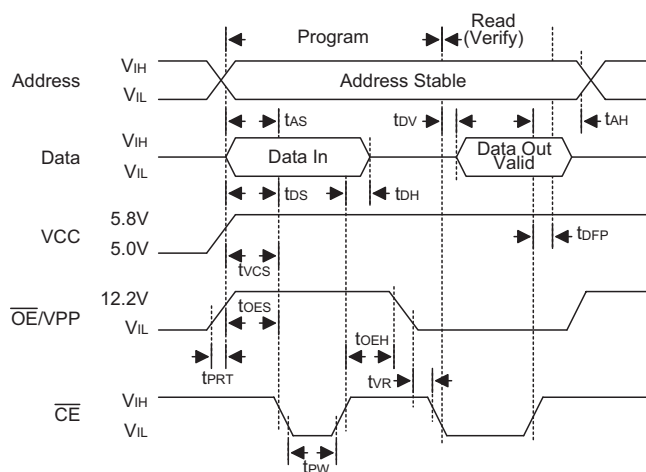 Program
Read
(Verify)
Address
VIH
VIL
Address Stable
tAS
tDV
tAH
Data
VIH
VIL
Data In
Data Out
Valid
tDS
tDH
tDFP
VCC
5.8V
5.0V
tVCS
OE/VPP
12.2V
VIL
tOES
tOEH
tPRT
tVR
CE
VIH
VIL
tPW